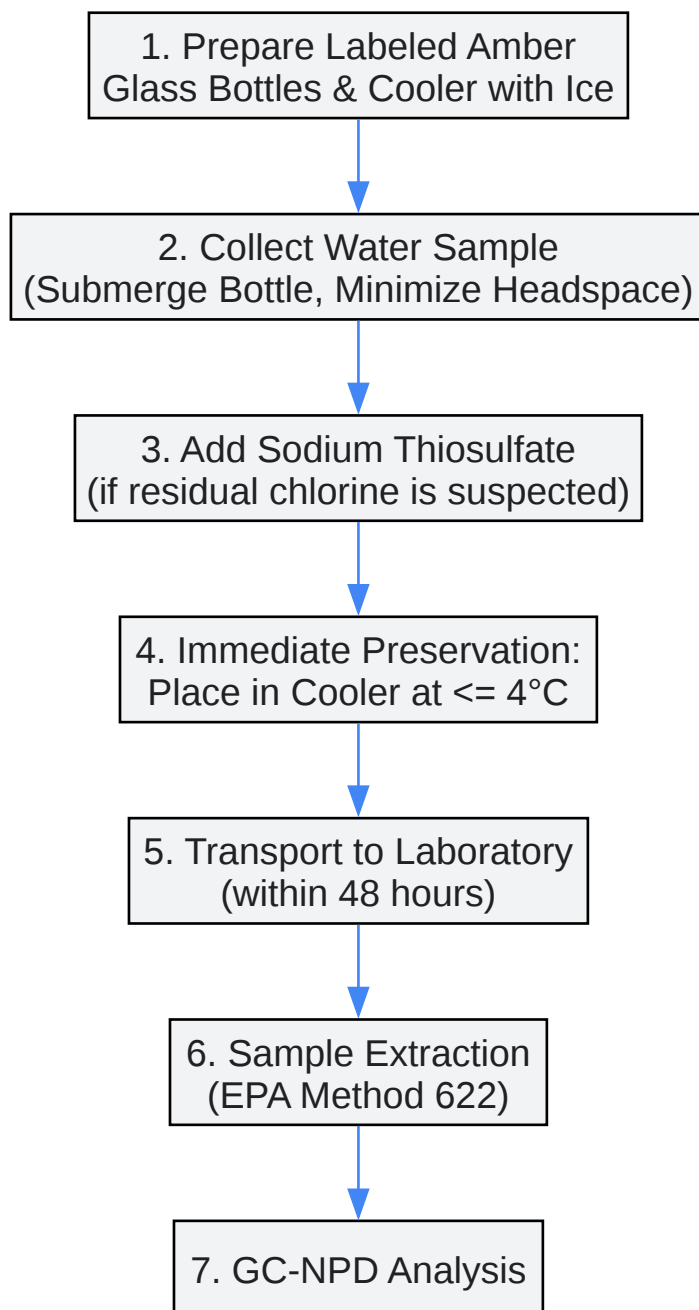 1. Prepare Labeled Amber
Glass Bottles & Cooler with Ice
2. Collect Water Sample
(Submerge Bottle, Minimize Headspace)
3. Add Sodium Thiosulfate
(if residual chlorine is suspected)
4. Immediate Preservation:
Place in Cooler at <= 4°C
5. Transport to Laboratory
(within 48 hours)
6. Sample Extraction
(EPA Method 622)
7. GC-NPD Analysis